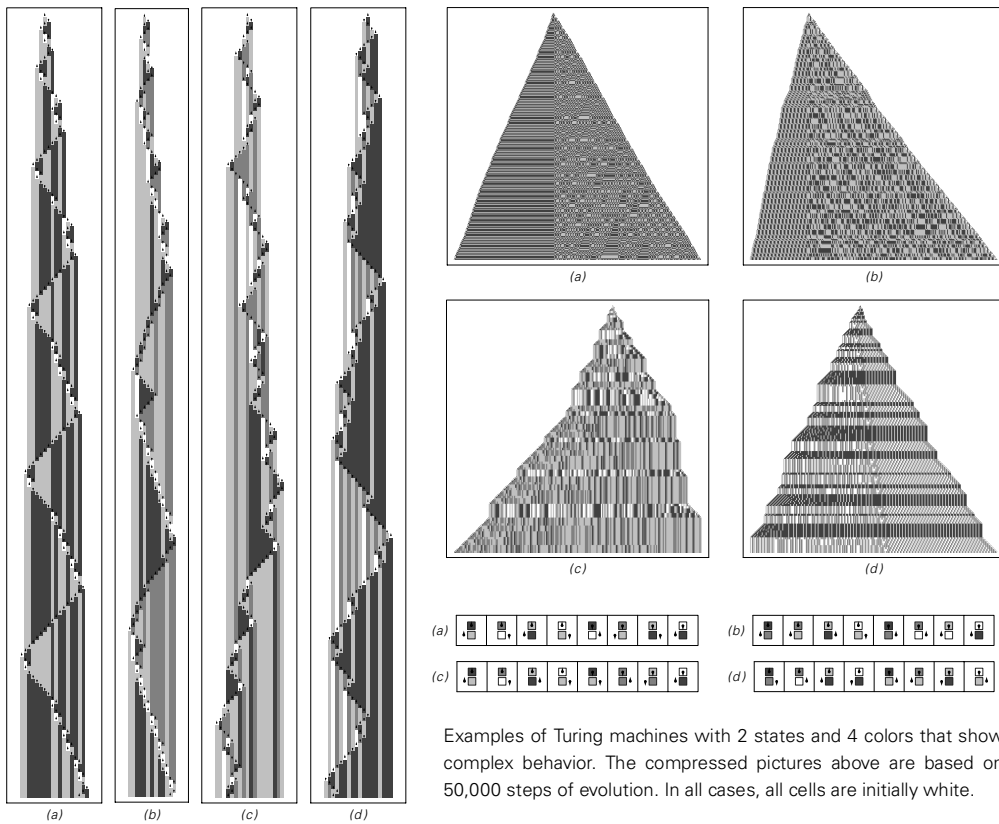 (a)
(b)
(c)
(d)
(a)
(b)
(c)
(d)
(a)
(b)
(c)
(d)
Examples of Turing machines with 2 states and 4 colors that show
complex behavior. The compressed pictures above are based on
50,000 steps of evolution. In all cases, all cells are initially white.